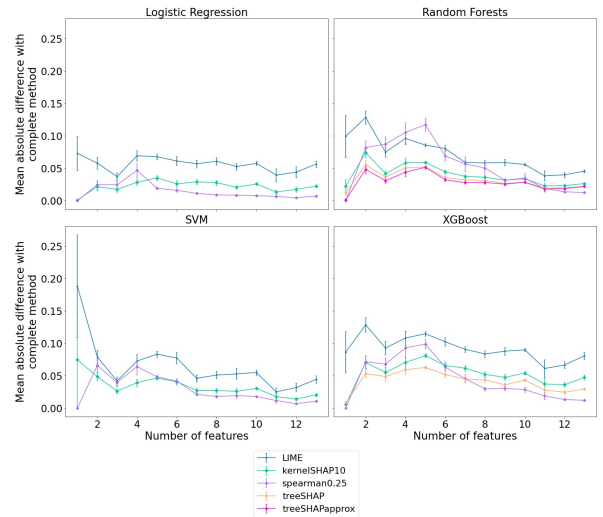 Logistic Regression
Random Forests
Mean absolute difference with
complete method
0.25
0.20
0.15
0.10
0.05
0.00
SVM
XGBoost
Mean absolute difference with
complete method
0.25
0.20
0.15
0.10
0.05
0.00
2 4 6 8 10 12
2 4 6 8 10 12
Number of features
Number of features
LIME
kernelSHAP10
spearman0.25
treeSHAP
treeSHAPapprox